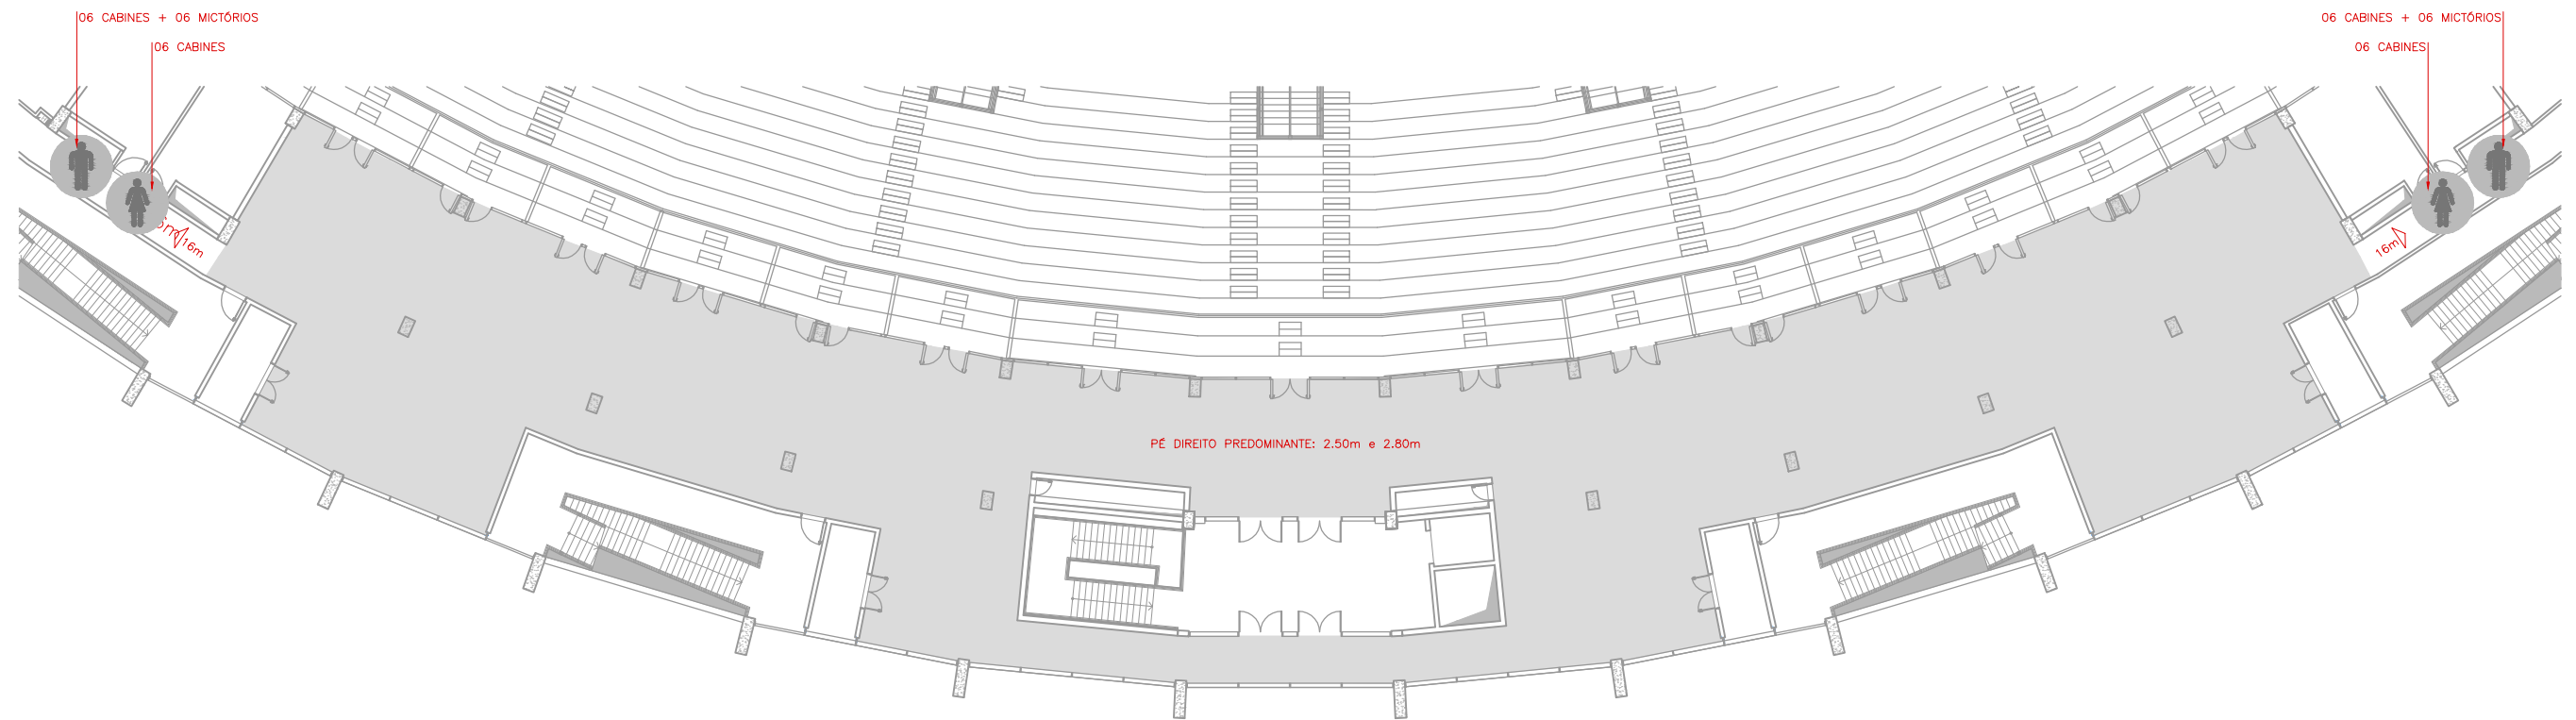 06 CABINES + 06 MICTÓRIOS
06 CABINES
06 CABINES + 06 MICTÓRIOS
06 CABINES
16m
16m
PÉ DIREITO PREDOMINANTE: 2.50m e 2.80m